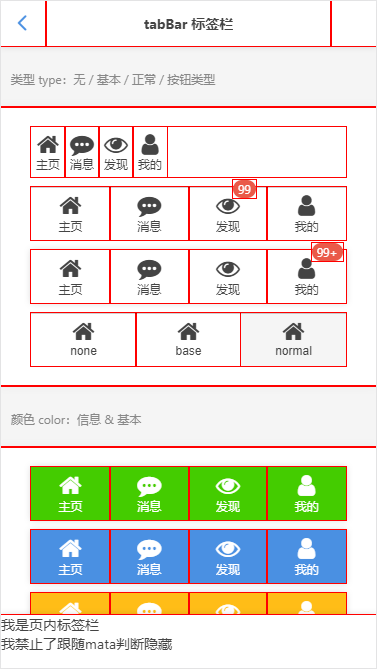 tabBar 标签栏
类型 type：无 / 基本 / 正常 / 按钮类型
主页 消息 发现 我的
99
主页 消息 发现 我的
99+
主页 消息 发现 我的
none base normal
颜色 color：信息 & 基本
主页 消息 发现 我的
主页 消息 发现 我的
我是页内标签栏
我禁止了跟随mata判断隐藏